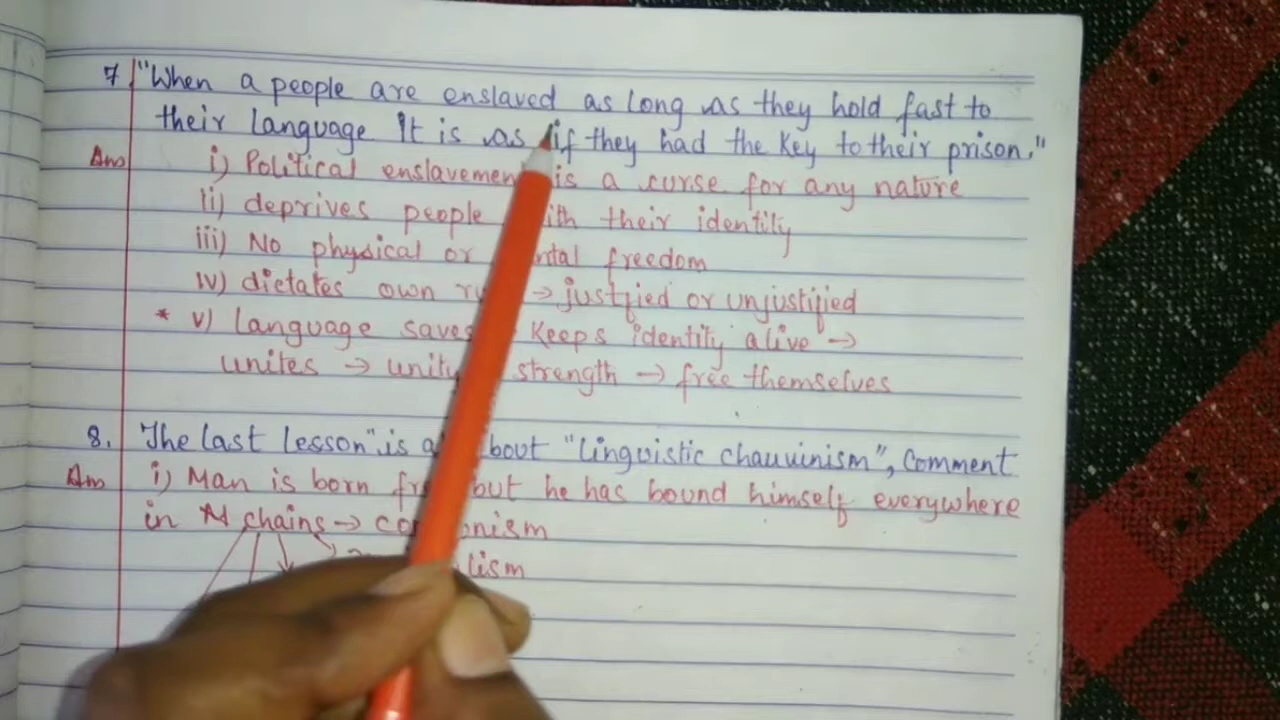 7 "When a people are enslaved as long as they hold fast to
their language It is as if they had the key to their prison."
Ans i) Political enslavement is a curse for any nature
ii) deprives people with their identity
iii) No physical or mental freedom
iv) dictates own → justified or unjustified
* v) language saves Keeps identity alive →
unites → unity strength → free themselves
8. The last lesson" is about "linguistic chauvinism", Comment
Ans i) Man is born free but he has bound himself everywhere
in chains →